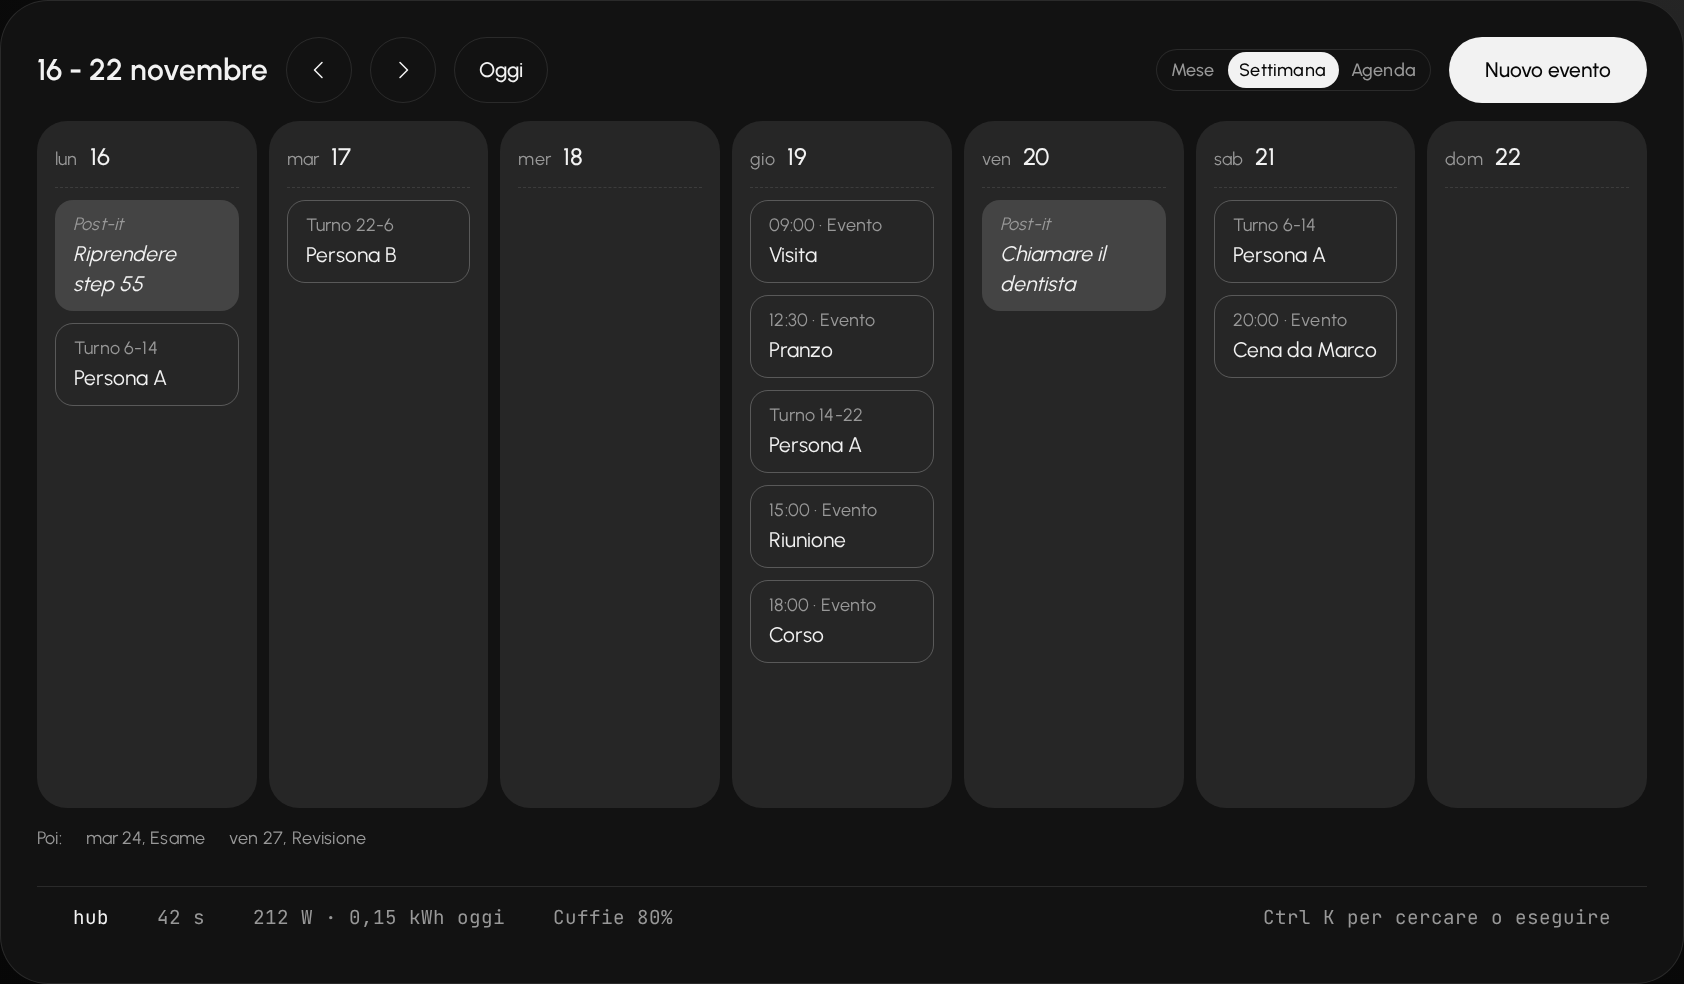 16 - 22 novembre
Oggi
Mese
Settimana
Agenda
Nuovo evento
lun 16
Post-it
Riprendere
step 55
Turno 6-14
Persona A
mar 17
Turno 22-6
Persona B
mer 18
gio 19
09:00 · Evento
Visita
12:30 · Evento
Pranzo
Turno 14-22
Persona A
15:00 · Evento
Riunione
18:00 · Evento
Corso
ven 20
Post-it
Chiamare il
dentista
sab 21
Turno 6-14
Persona A
20:00 · Evento
Cena da Marco
dom 22
Poi: mar 24, Esame ven 27, Revisione
hub 42 s 212 W · 0,15 kWh oggi Cuffie 80% Ctrl K per cercare o eseguire